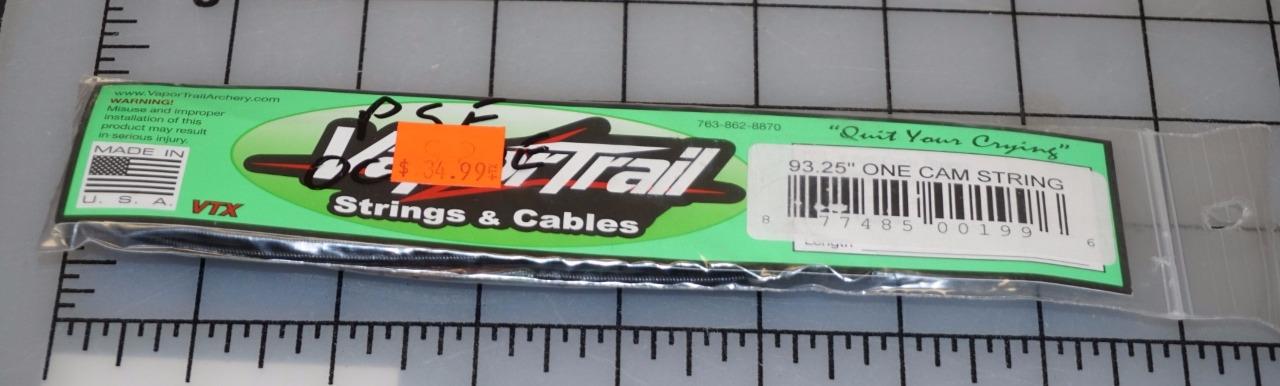 www.VaporTrailArchery.com
WARNING!
Misuse and improper
installation of this
product may result
in serious injury.
MADE IN
U. S. A.
VTX
PSE
$ 34.99
VaporTrail
Strings & Cables
763-862-8870
"Quit Your Crying"
93.25" ONE CAM STRING
8 77485 00199 6
Length